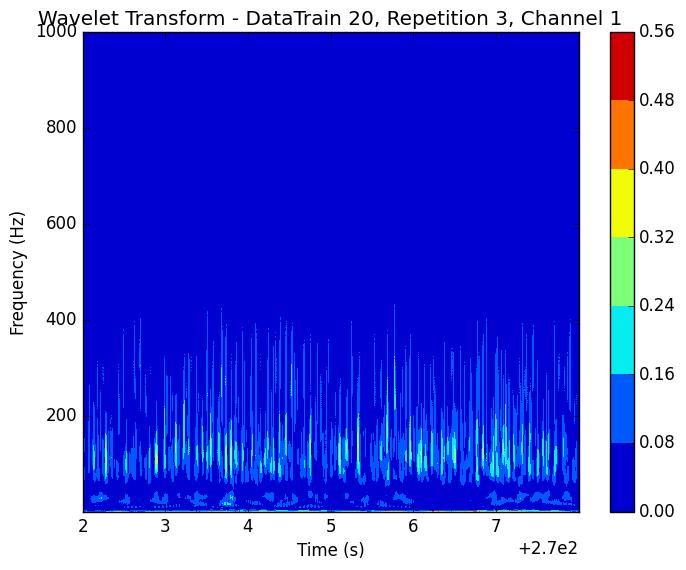 Wavelet Transform - DataTrain 20, Repetition 3, Channel 1
1000
800
600
400
200
Frequency (Hz)
2 3 4 5 6 7
Time (s)
+2.7e2
0.56
0.48
0.40
0.32
0.24
0.16
0.08
0.00